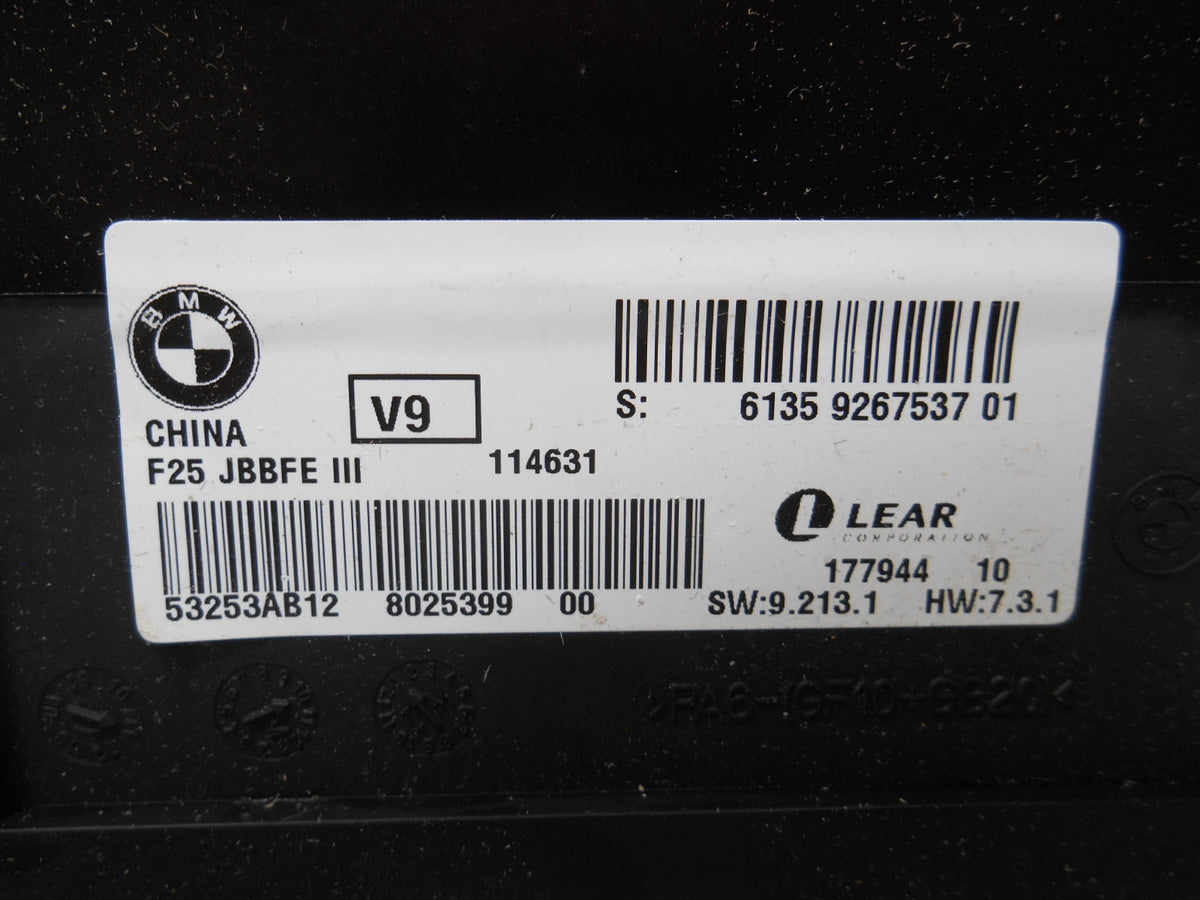 BMW
CHINA
V9
S: 6135 9267537 01
F25 JBBFE III 114631
LEAR
CORPORATION
177944 10
53253AB12 8025399 00 SW:9.213.1 HW:7.3.1